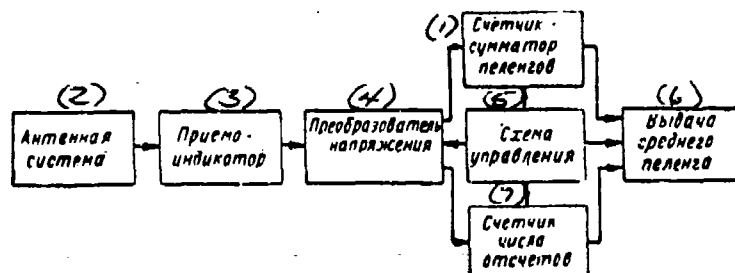 (1)
Счётчик -
сумматор
пеленгов
(2)
Антенная
система
(3)
Приемо-
индикатор
(4)
Преобразователь
напряжения
(5)
Схема
управления
(6)
Выдача
среднего
пеленга
(7)
Счетчик
числа
отсчетов